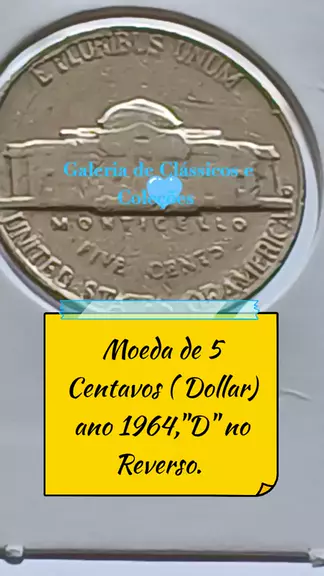 E PLURIBUS UNUM
Galeria de Clássicos e
Coleções
MONTICELLO
FIVE CENTS
UNITED STATES OF AMERICA
Moeda de 5
Centavos ( Dollar)
ano 1964,"D" no
Reverso.